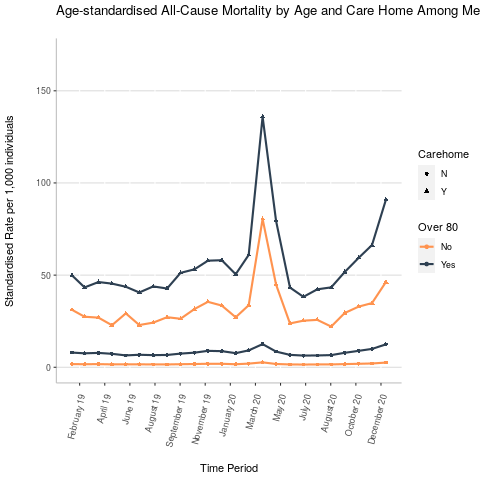 Age-standardised All-Cause Mortality by Age and Care Home Among Me
Standardised Rate per 1,000 individuals
150
100
50
0
February 19
April 19
June 19
August 19
September 19
November 19
January 20
March 20
May 20
July 20
August 20
October 20
December 20
Time Period
Carehome
N
Y
Over 80
No
Yes